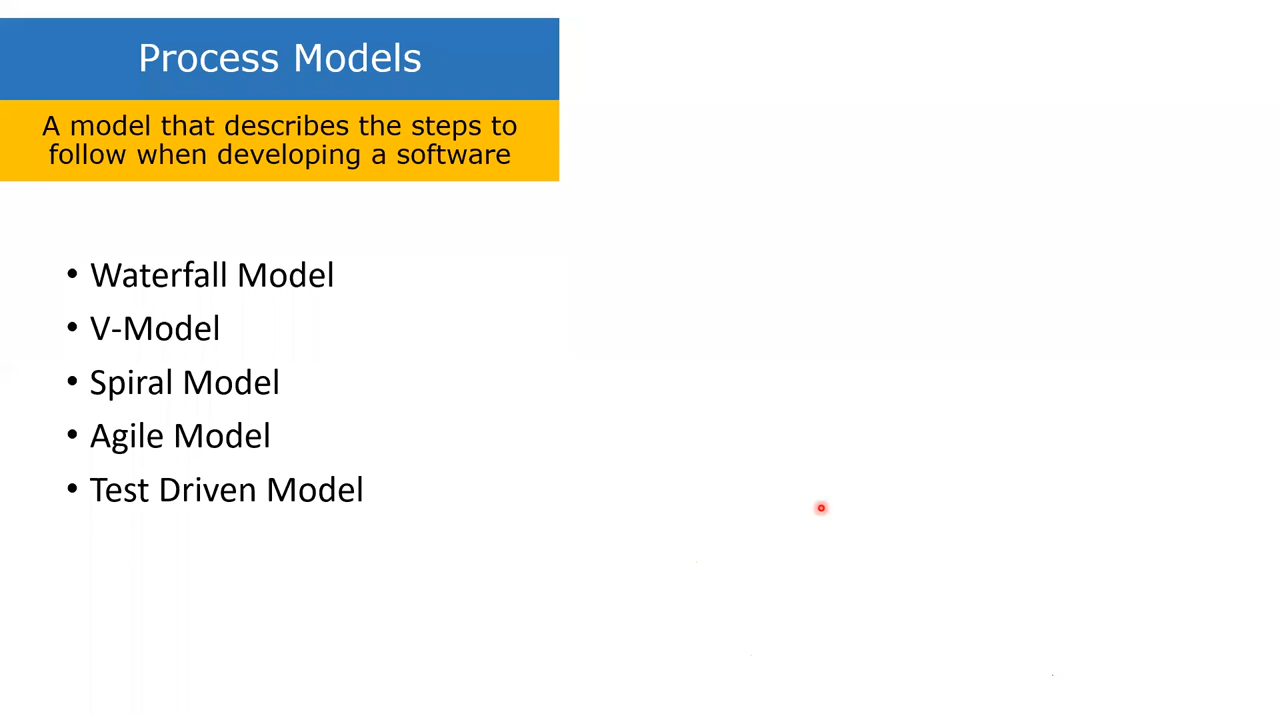 Process Models
A model that describes the steps to
follow when developing a software
• Waterfall Model
• V-Model
• Spiral Model
• Agile Model
• Test Driven Model